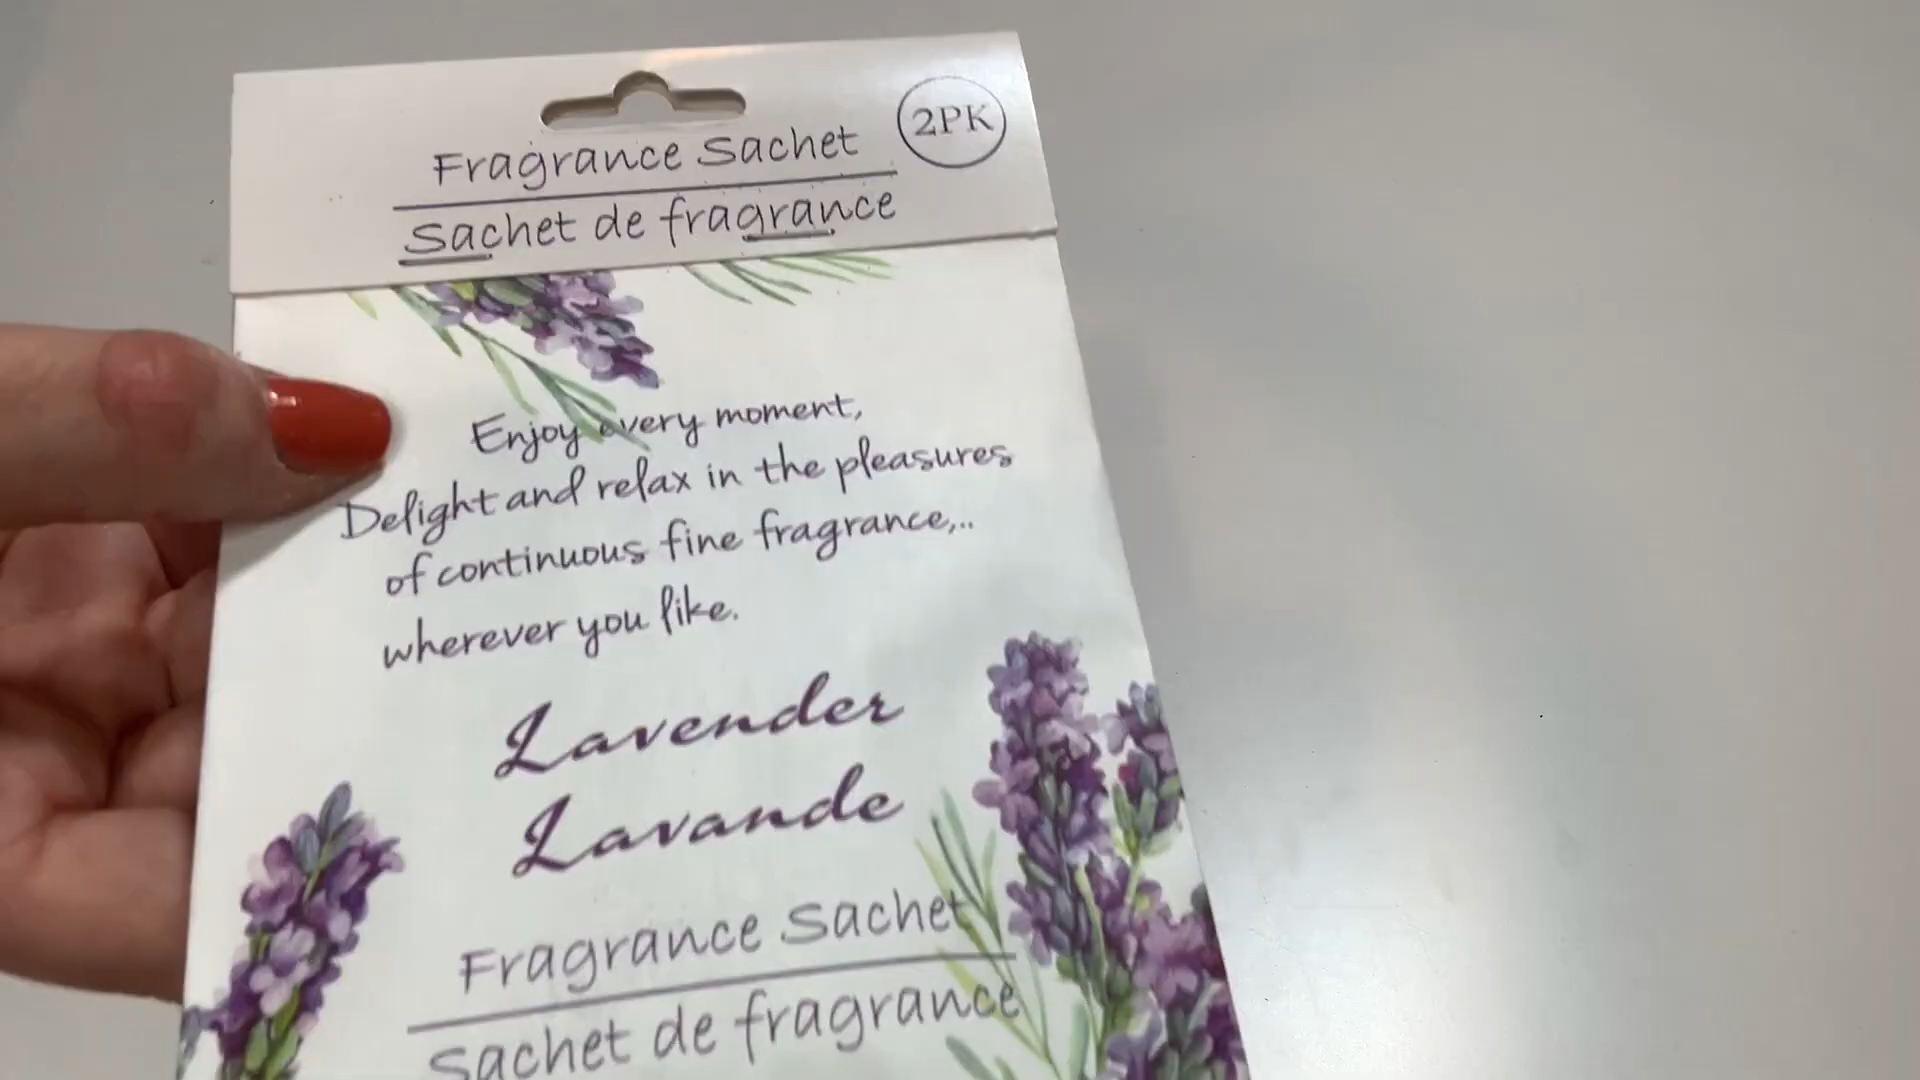 2PK
Fragrance Sachet
Sachet de fragrance
Enjoy every moment,
Delight and relax in the pleasures
of continuous fine fragrance,..
wherever you like.
Lavender
Lavande
Fragrance Sachet
Sachet de fragrance